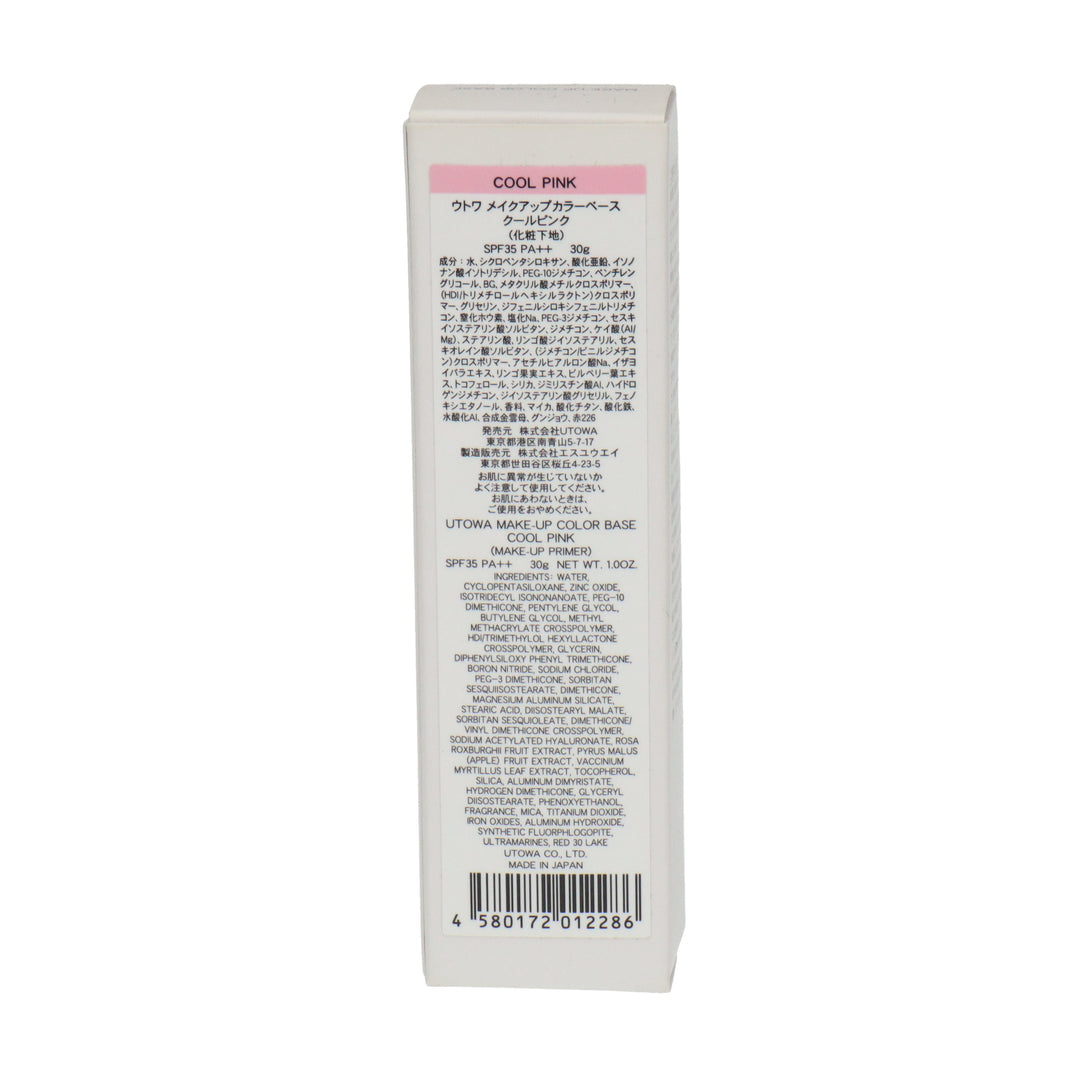 MAKE-UP COLOR BASE
COOL PINK
ウトワ メイクアップカラーベース
クールピンク
(化粧下地)
SPF35 PA++ 30g
成分:水、シクロペンタシロキサン、酸化亜鉛、イソノ
ナン酸イソトリデシル、PEG-10ジメチコン、ペンチレン
グリコール、BG、メタクリル酸メチルクロスポリマー、
(HDI/トリメチロールヘキシルラクトン)クロスポリ
マー、グリセリン、ジフェニルシロキシフェニルトリメチ
コン、窒化ホウ素、塩化Na、PEG-3ジメチコン、セスキ
イソステアリン酸ソルビタン、ジメチコン、ケイ酸(Al/
Mg)、ステアリン酸、リンゴ酸ジイソステアリル、セス
キオレイン酸ソルビタン、(ジメチコン/ビニルジメチコ
ン)クロスポリマー、アセチルヒアルロン酸Na、イザヨ
イバラエキス、リンゴ果実エキス、ビルベリー葉エキ
ス、トコフェロール、シリカ、ジミリスチン酸Al、ハイドロ
ゲンジメチコン、ジイソステアリン酸グリセリル、フェノ
キシエタノール、香料、マイカ、酸化チタン、酸化鉄、
水酸化Al、合成金雲母、グンジョウ、赤226
発売元 株式会社UTOWA
東京都港区南青山5-7-17
製造販売元 株式会社エスユウエイ
東京都世田谷区桜丘4-23-5
お肌に異常が生じていないか
よく注意して使用してください。
お肌にあわないときは、
ご使用をおやめください。
UTOWA MAKE-UP COLOR BASE
COOL PINK
(MAKE-UP PRIMER)
SPF35 PA++ 30g NET WT. 1.0OZ.
INGREDIENTS: WATER,
CYCLOPENTASILOXANE, ZINC OXIDE,
ISOTRIDECYL ISONONANOATE, PEG-10
DIMETHICONE, PENTYLENE GLYCOL,
BUTYLENE GLYCOL, METHYL
METHACRYLATE CROSSPOLYMER,
HDI/TRIMETHYLOL HEXYLLACTONE
CROSSPOLYMER, GLYCERIN,
DIPHENYLSILOXY PHENYL TRIMETHICONE,
BORON NITRIDE, SODIUM CHLORIDE,
PEG-3 DIMETHICONE, SORBITAN
SESQUIISOSTEARATE, DIMETHICONE,
MAGNESIUM ALUMINUM SILICATE,
STEARIC ACID, DIISOSTEARYL MALATE,
SORBITAN SESQUIOLEATE, DIMETHICONE/
VINYL DIMETHICONE CROSSPOLYMER,
SODIUM ACETYLATED HYALURONATE, ROSA
ROXBURGHII FRUIT EXTRACT, PYRUS MALUS
(APPLE) FRUIT EXTRACT, VACCINIUM
MYRTILLUS LEAF EXTRACT, TOCOPHEROL,
SILICA, ALUMINUM DIMYRISTATE,
HYDROGEN DIMETHICONE, GLYCERYL
DIISOSTEARATE, PHENOXYETHANOL,
FRAGRANCE, MICA, TITANIUM DIOXIDE,
IRON OXIDES, ALUMINUM HYDROXIDE,
SYNTHETIC FLUORPHLOGOPITE,
ULTRAMARINES, RED 30 LAKE
UTOWA CO., LTD.
MADE IN JAPAN
4 580172 012286